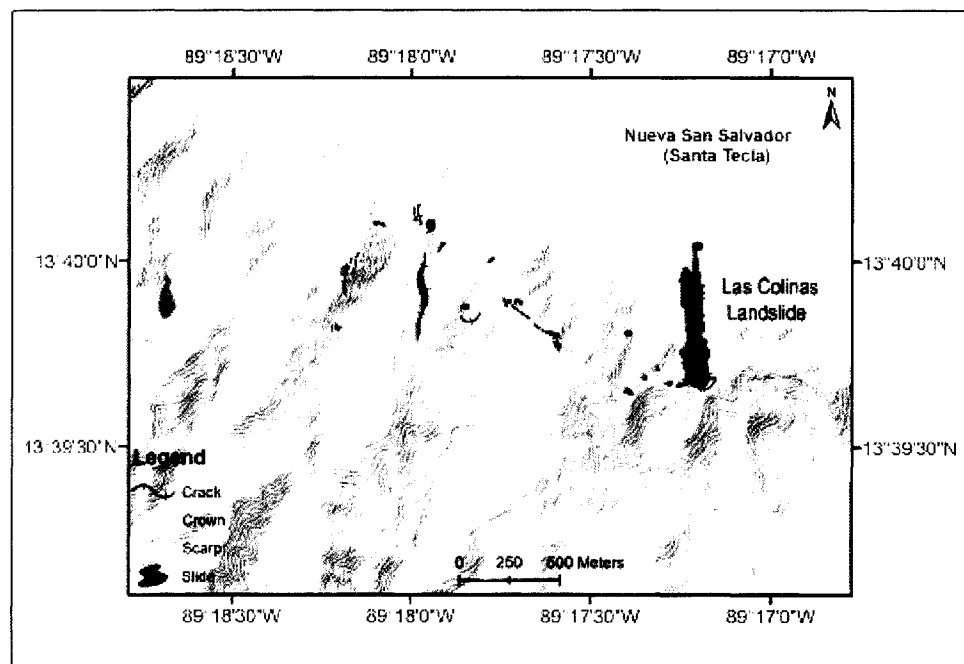 89°18'30"W 89°18'0"W 89°17'30"W 89°17'0"W
N
Nueva San Salvador
(Santa Tecla)
13°40'0"N
13°40'0"N
Las Colinas
Landslide
13°39'30"N
13°39'30"N
Legend
Crack
Crown
Scarp
Slide
0 250 500 Meters
89°18'30"W 89°18'0"W 89°17'30"W 89°17'0"W